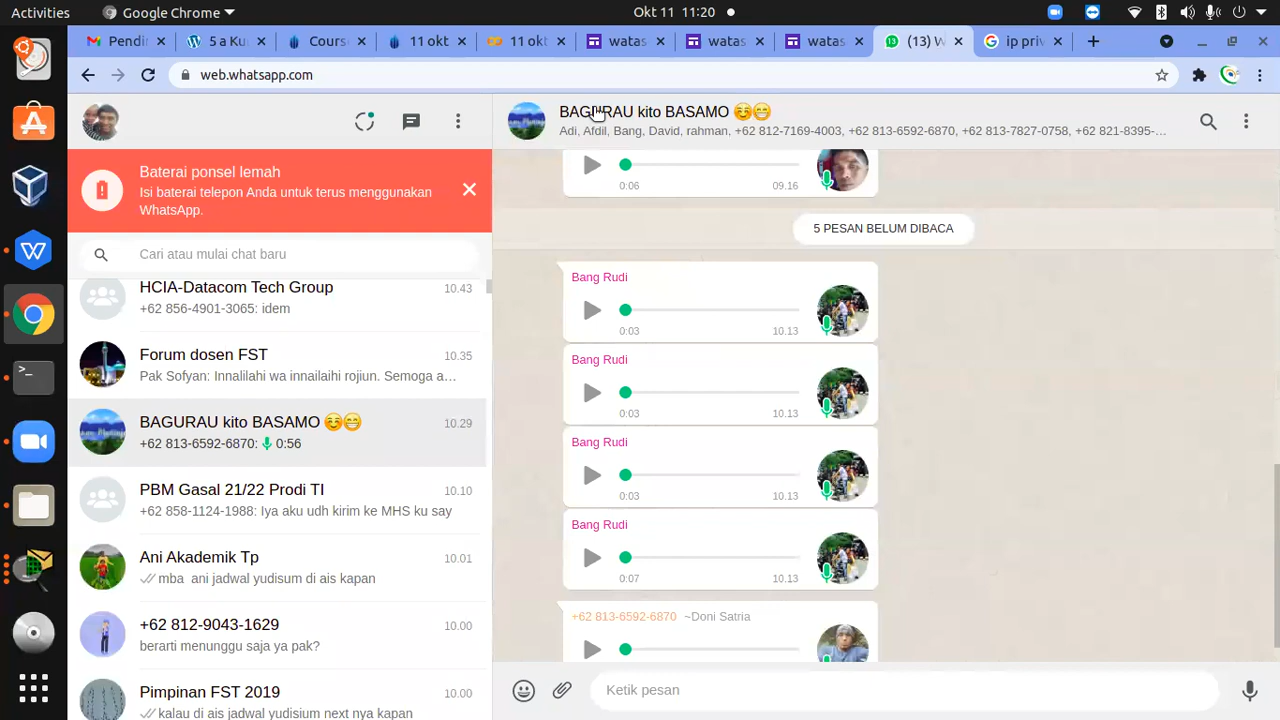 Activities
Google Chrome
Okt 11 11:20
Pendin
5 a Ku
Cours
11 okt
11 okt
watas
watas
watas
(13) W
ip priv
web.whatsapp.com
BAGURAU kito BASAMO ☺️😁
Adi, Afdil, Bang, David, rahman, +62 812-7169-4003, +62 813-6592-6870, +62 813-7827-0758, +62 821-8395-...
Baterai ponsel lemah
Isi baterai telepon Anda untuk terus menggunakan
WhatsApp.
Cari atau mulai chat baru
HCIA-Datacom Tech Group
10.43
+62 856-4901-3065: idem
Forum dosen FST
10.35
Pak Sofyan: Innalilahi wa innailaihi rojiun. Semoga a...
BAGURAU kito BASAMO ☺️😁
10.29
+62 813-6592-6870: 0:56
PBM Gasal 21/22 Prodi TI
10.10
+62 858-1124-1988: Iya aku udh kirim ke MHS ku say
Ani Akademik Tp
10.01
mba ani jadwal yudisum di ais kapan
+62 812-9043-1629
10.00
berarti menunggu saja ya pak?
Pimpinan FST 2019
10.00
kalau di ais jadwal yudisium next nya kapan
0:06
09.16
5 PESAN BELUM DIBACA
Bang Rudi
0:03
10.13
Bang Rudi
0:03
10.13
Bang Rudi
0:03
10.13
Bang Rudi
0:07
10.13
+62 813-6592-6870 ~Doni Satria
Ketik pesan